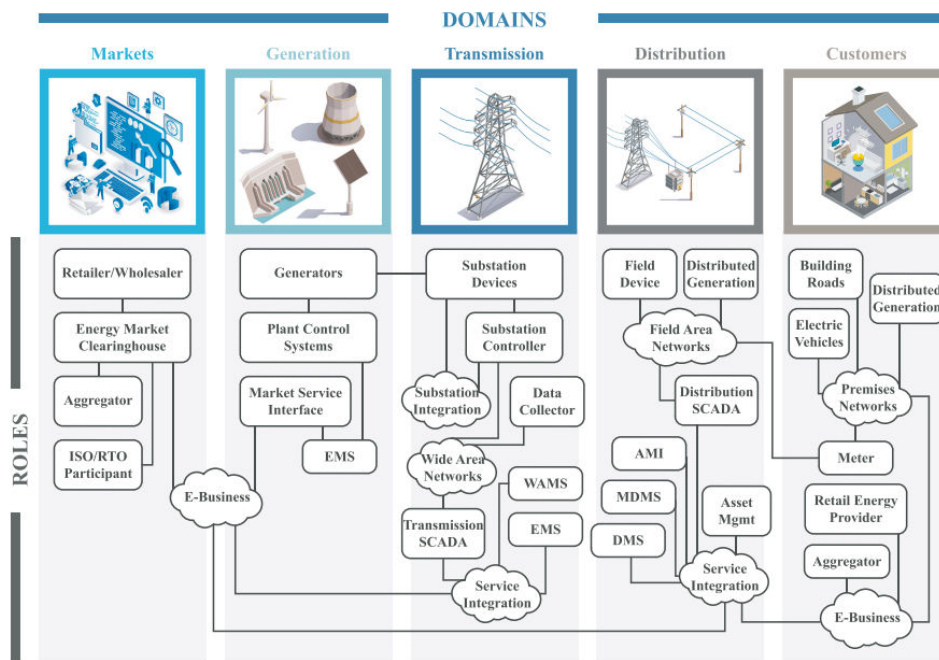 DOMAINS
Markets
Generation
Transmission
Distribution
Customers
ROLES
Retailer/Wholesaler
Energy Market
Clearinghouse
Aggregator
ISO/RTO
Participant
E-Business
Generators
Plant Control
Systems
Market Service
Interface
EMS
Substation
Devices
Substation
Controller
Substation
Integration
Data
Collector
Wide Area
Networks
WAMS
Transmission
SCADA
EMS
Service
Integration
Field
Device
Distributed
Generation
Field Area
Networks
Distribution
SCADA
AMI
MDMS
DMS
Asset
Mgmt
Service
Integration
Building
Roads
Distributed
Generation
Electric
Vehicles
Premises
Networks
Meter
Retail Energy
Provider
Aggregator
E-Business